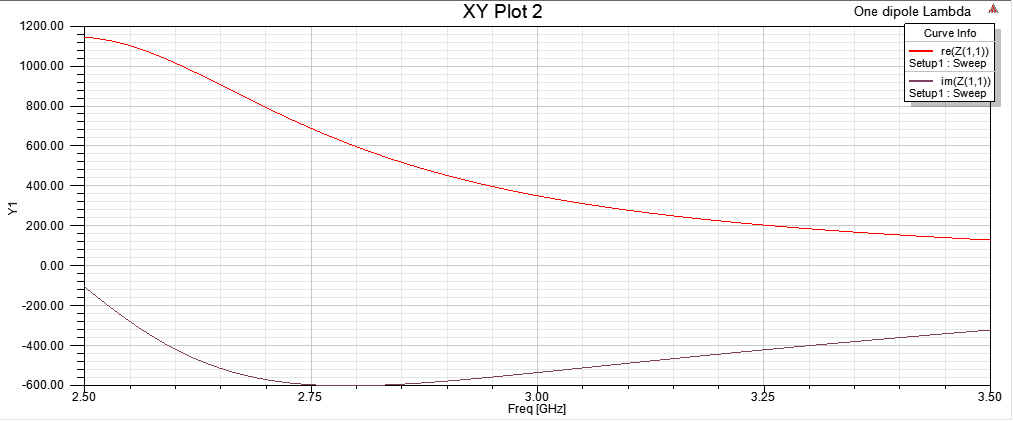 XY Plot 2
One dipole Lambda
Curve Info
re(Z(1,1))
Setup1 : Sweep
im(Z(1,1))
Setup1 : Sweep
1200.00
1000.00
800.00
600.00
400.00
200.00
0.00
-200.00
-400.00
-600.00
Y1
2.50 2.75 3.00 3.25 3.50
Freq [GHz]